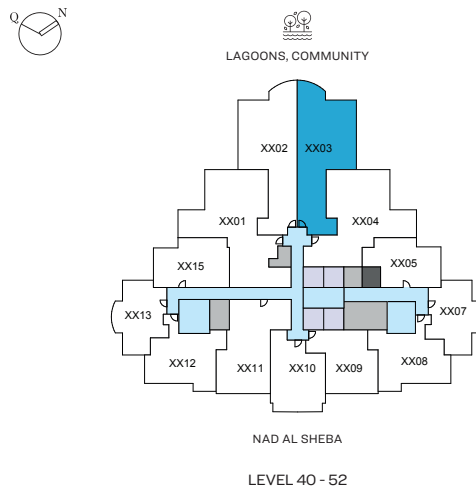 Q N
LAGOONS, COMMUNITY
XX02 XX03
XX01 XX04
XX15 XX05
XX13 XX07
XX12 XX11 XX10 XX09 XX08
NAD AL SHEBA
LEVEL 40 - 52